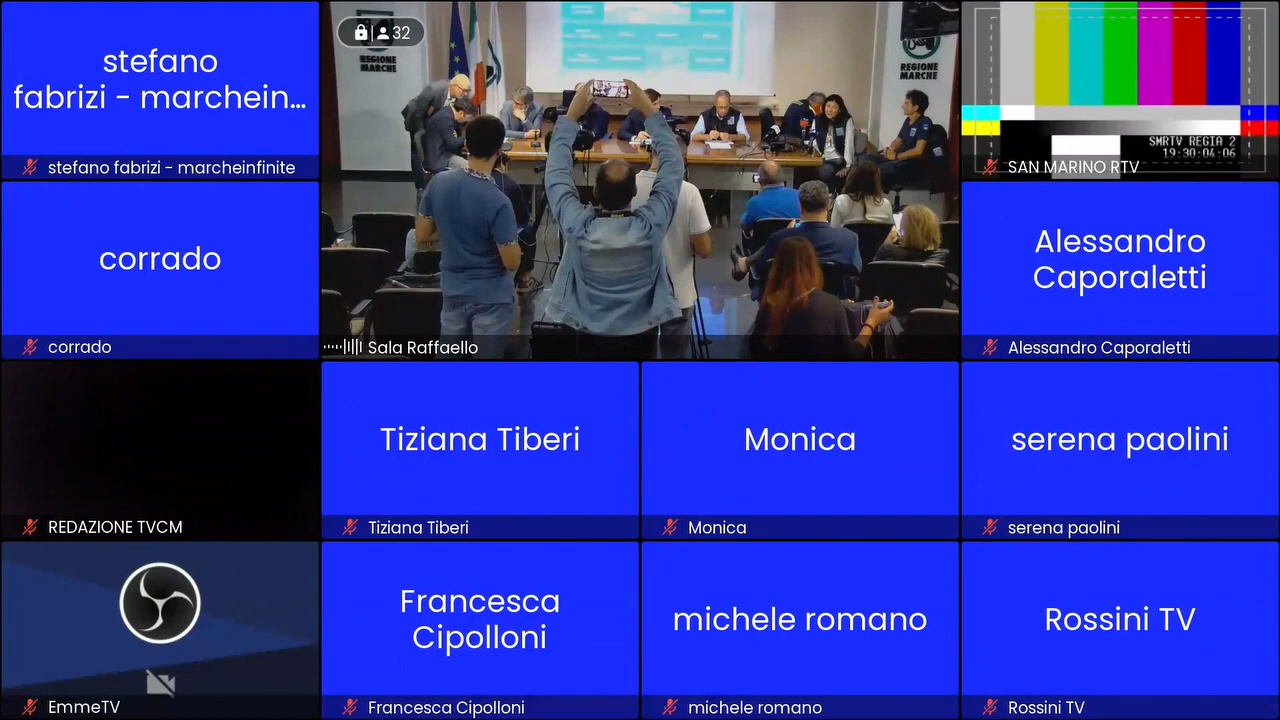 stefano
fabrizi - marchein...
stefano fabrizi - marcheinfinite
32
REGIONE
MARCHE
REGIONE
MARCHE
Sala Raffaello
SMRTV REGIA 2
19:30:04:06
SAN MARINO RTV
corrado
corrado
Alessandro
Caporaletti
Alessandro Caporaletti
REDAZIONE TVCM
Tiziana Tiberi
Tiziana Tiberi
Monica
Monica
serena paolini
serena paolini
EmmeTV
Francesca
Cipolloni
Francesca Cipolloni
michele romano
michele romano
Rossini TV
Rossini TV